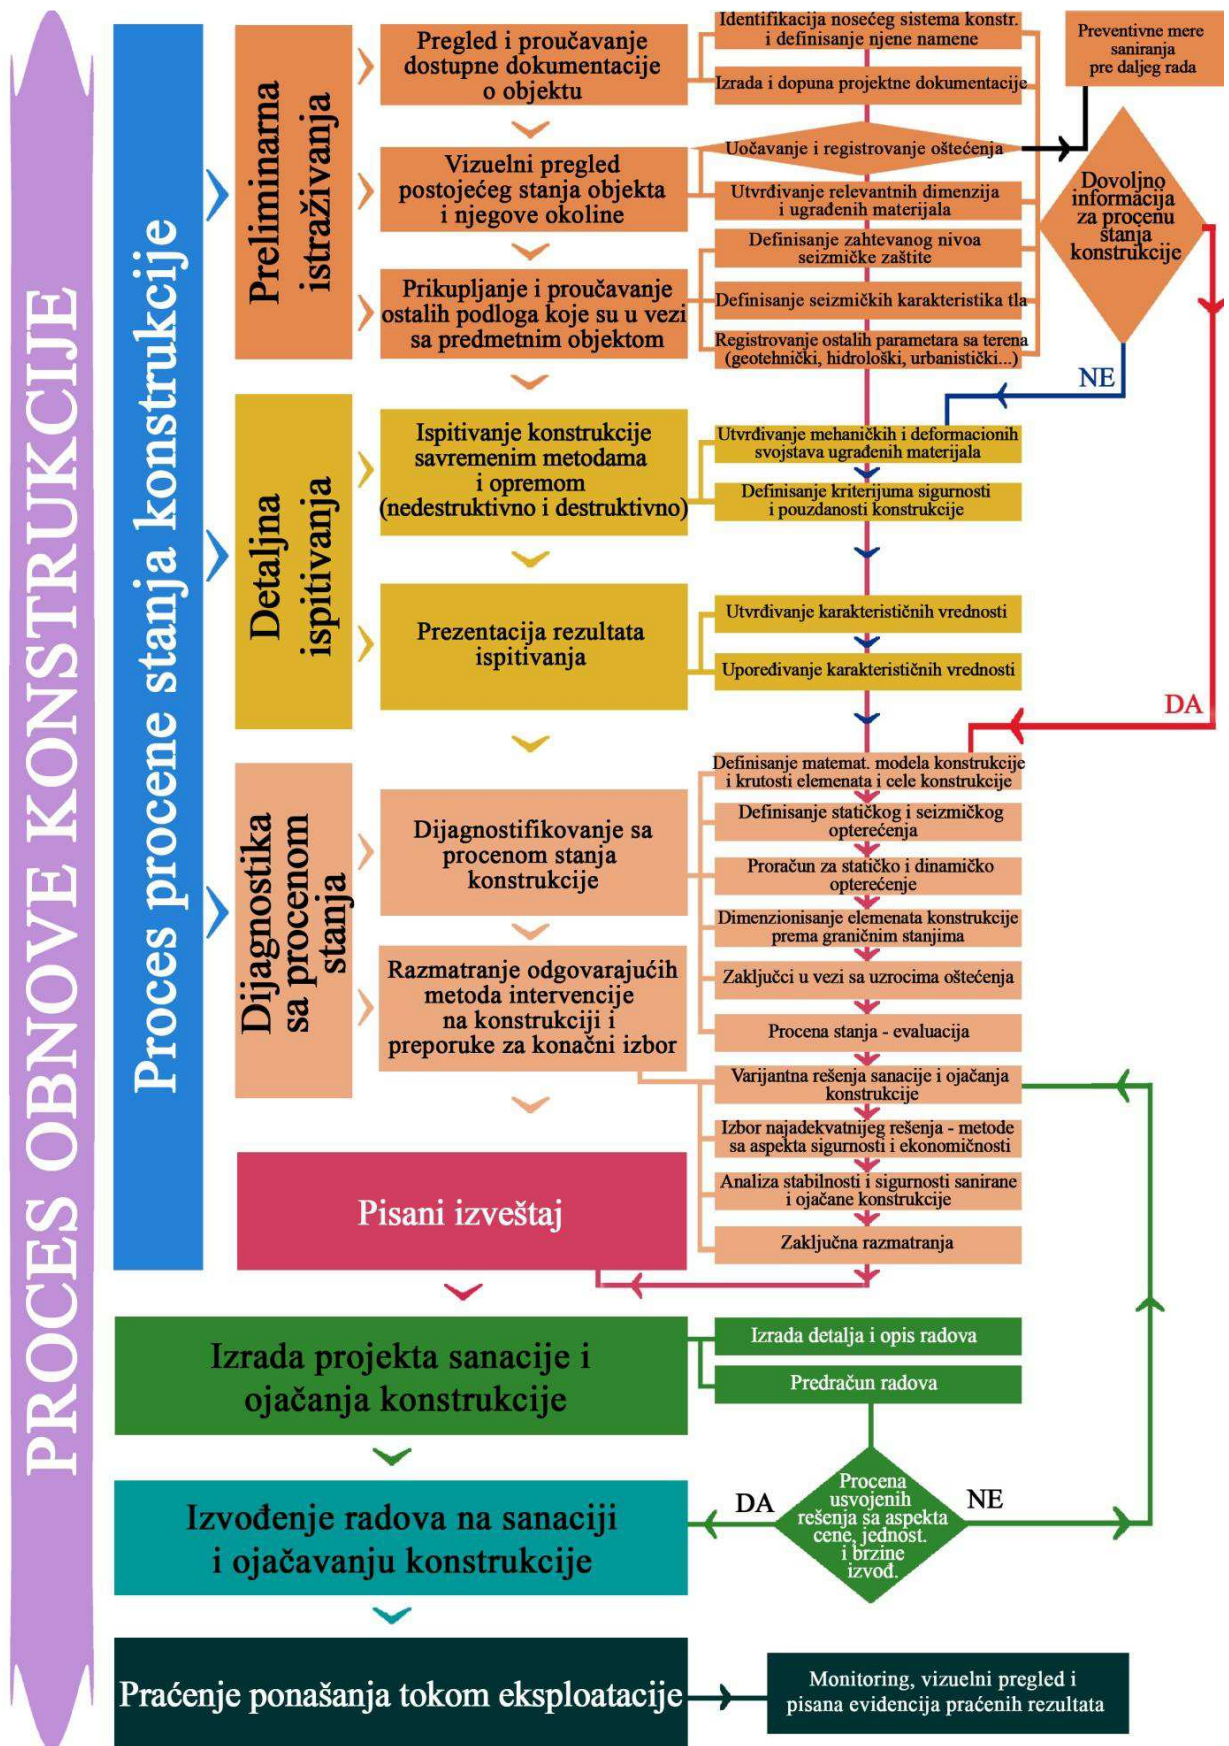 PROCES OBNOVE KONSTRUKCIJE
Proces procene stanja konstrukcije
Preliminarna
istraživanja
Pregled i proučavanje
dostupne dokumentacije
o objektu
Identifikacija nosećeg sistema konstr.
i definisanje njene namene
Izrada i dopuna projektne dokumentacije
Preventivne mere
saniranja
pre daljeg rada
Vizuelni pregled
postojećeg stanja objekta
i njegove okoline
Uočavanje i registrovanje oštećenja
Utvrđivanje relevantnih dimenzija
i ugrađenih materijala
Dovoljno
informacija
za procenu
stanja
konstrukcije
Prikupljanje i proučavanje
ostalih podloga koje su u vezi
sa predmetnim objektom
Definisanje zahtevanog nivoa
seizmičke zaštite
Definisanje seizmičkih karakteristika tla
Registrovanje ostalih parametara sa terena
(geotehnički, hidrološki, urbanistički...)
NE
DA
Detaljna
ispitivanja
Ispitivanje konstrukcije
savremenim metodama
i opremom
(nedestruktivno i destruktivno)
Utvrđivanje mehaničkih i deformacionih
svojstava ugrađenih materijala
Definisanje kriterijuma sigurnosti
i pouzdanosti konstrukcije
Prezentacija rezultata
ispitivanja
Utvrđivanje karakterističnih vrednosti
Upoređivanje karakterističnih vrednosti
Dijagnostika
sa procenom
stanja
Dijagnostifikovanje sa
procenom stanja
konstrukcije
Definisanje matemat. modela konstrukcije
i krutosti elemenata i cele konstrukcije
Definisanje statičkog i seizmičkog
opterećenja
Proračun za statičko i dinamičko
opterećenje
Dimenzionisanje elemenata konstrukcije
prema graničnim stanjima
Zaključci u vezi sa uzrocima oštećenja
Procena stanja - evaluacija
Razmatranje odgovarajućih
metoda intervencije
na konstrukciji i
preporuke za konačni izbor
Varijantna rešenja sanacije i ojačanja
konstrukcije
Izbor najadekvatnijeg rešenja - metode
sa aspekta sigurnosti i ekonomičnosti
Analiza stabilnosti i sigurnosti sanirane
i ojačane konstrukcije
Zaključna razmatranja
Pisani izveštaj
Izrada projekta sanacije i
ojačanja konstrukcije
Izrada detalja i opis radova
Predračun radova
Procena
usvojenih
rešenja sa aspekta
cene, jednost.
i brzine
izvođ.
DA
NE
Izvođenje radova na sanaciji
i ojačavanju konstrukcije
Praćenje ponašanja tokom eksploatacije
Monitoring, vizuelni pregled i
pisana evidencija praćenih rezultata